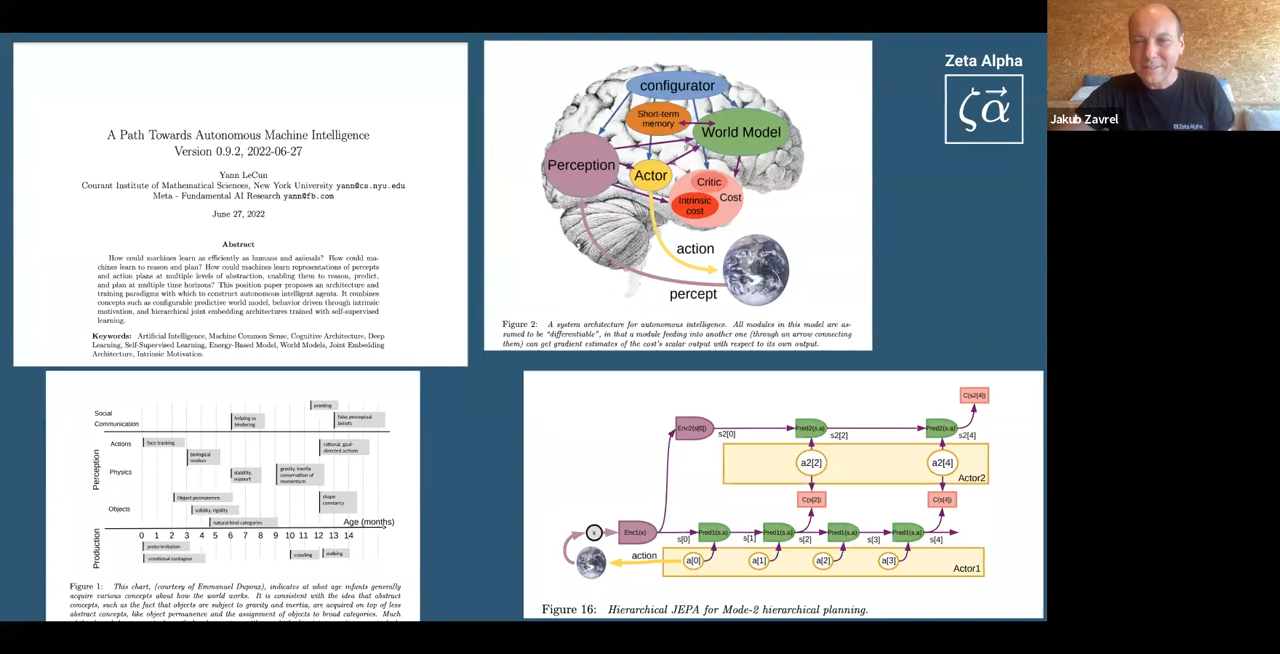 A Path Towards Autonomous Machine Intelligence
Version 0.9.2, 2022-06-27
Yann LeCun
Courant Institute of Mathematical Sciences, New York University yann@cs.nyu.edu
Meta - Fundamental AI Research yann@fb.com
June 27, 2022
Abstract
How could machines learn as efficiently as humans and animals? How could ma-
chines learn to reason and plan? How could machines learn representations of percepts
and action plans at multiple levels of abstraction, enabling them to reason, predict,
and plan at multiple time horizons? This position paper proposes an architecture and
training paradigms with which to construct autonomous intelligent agents. It combines
concepts such as configurable predictive world model, behavior driven through intrinsic
motivation, and hierarchical joint embedding architectures trained with self-supervised
learning.
Keywords: Artificial Intelligence, Machine Common Sense, Cognitive Architecture, Deep
Learning, Self-Supervised Learning, Energy-Based Model, World Models, Joint Embedding
Architecture, Intrinsic Motivation.
configurator
Short-term
memory
World Model
Perception
Actor
Critic
Cost
Intrinsic
cost
action
percept
Figure 2: A system architecture for autonomous intelligence. All modules in this model are as-
sumed to be “differentiable”, in that a module feeding into another one (through an arrow connecting
them) can get gradient estimates of the cost's scalar output with respect to its own output.
Zeta Alpha
ζα
Jakub Zavrel
Zeta Alpha
Social
Communication
pointing
helping vs
hindering
false perceptual
beliefs
Perception
Actions
face tracking
biological
motion
rational, goal-
directed actions
Physics
stability,
support
gravity, inertia
conservation of
momentum
Objects
Object permanence
solidity, rigidity
shape
constancy
natural kind categories
Age (months)
0 1 2 3 4 5 6 7 8 9 10 11 12 13 14
Production
proto-imitation
emotional contagion
crawling
walking
Figure 1: This chart, (courtesy of Emmanuel Dupoux), indicates at what age infants generally
acquire various concepts about how the world works. It is consistent with the idea that abstract
concepts, such as the fact that objects are subject to gravity and inertia, are acquired on top of less
abstract concepts, like object permanence and the assignment of objects to broad categories. Much
C(s2[4])
Enc2(s[0])
s2[0]
Pred2(s,a)
s2[2]
Pred2(s,a)
s2[4]
a2[2]
a2[4]
Actor2
C(s[2])
C(s[4])
x
Enc1(x)
s[0]
Pred1(s,a)
s[1]
Pred1(s,a)
s[2]
Pred1(s,a)
s[3]
Pred1(s,a)
s[4]
action
a[0]
a[1]
a[2]
a[3]
Actor1
Figure 16: Hierarchical JEPA for Mode-2 hierarchical planning.